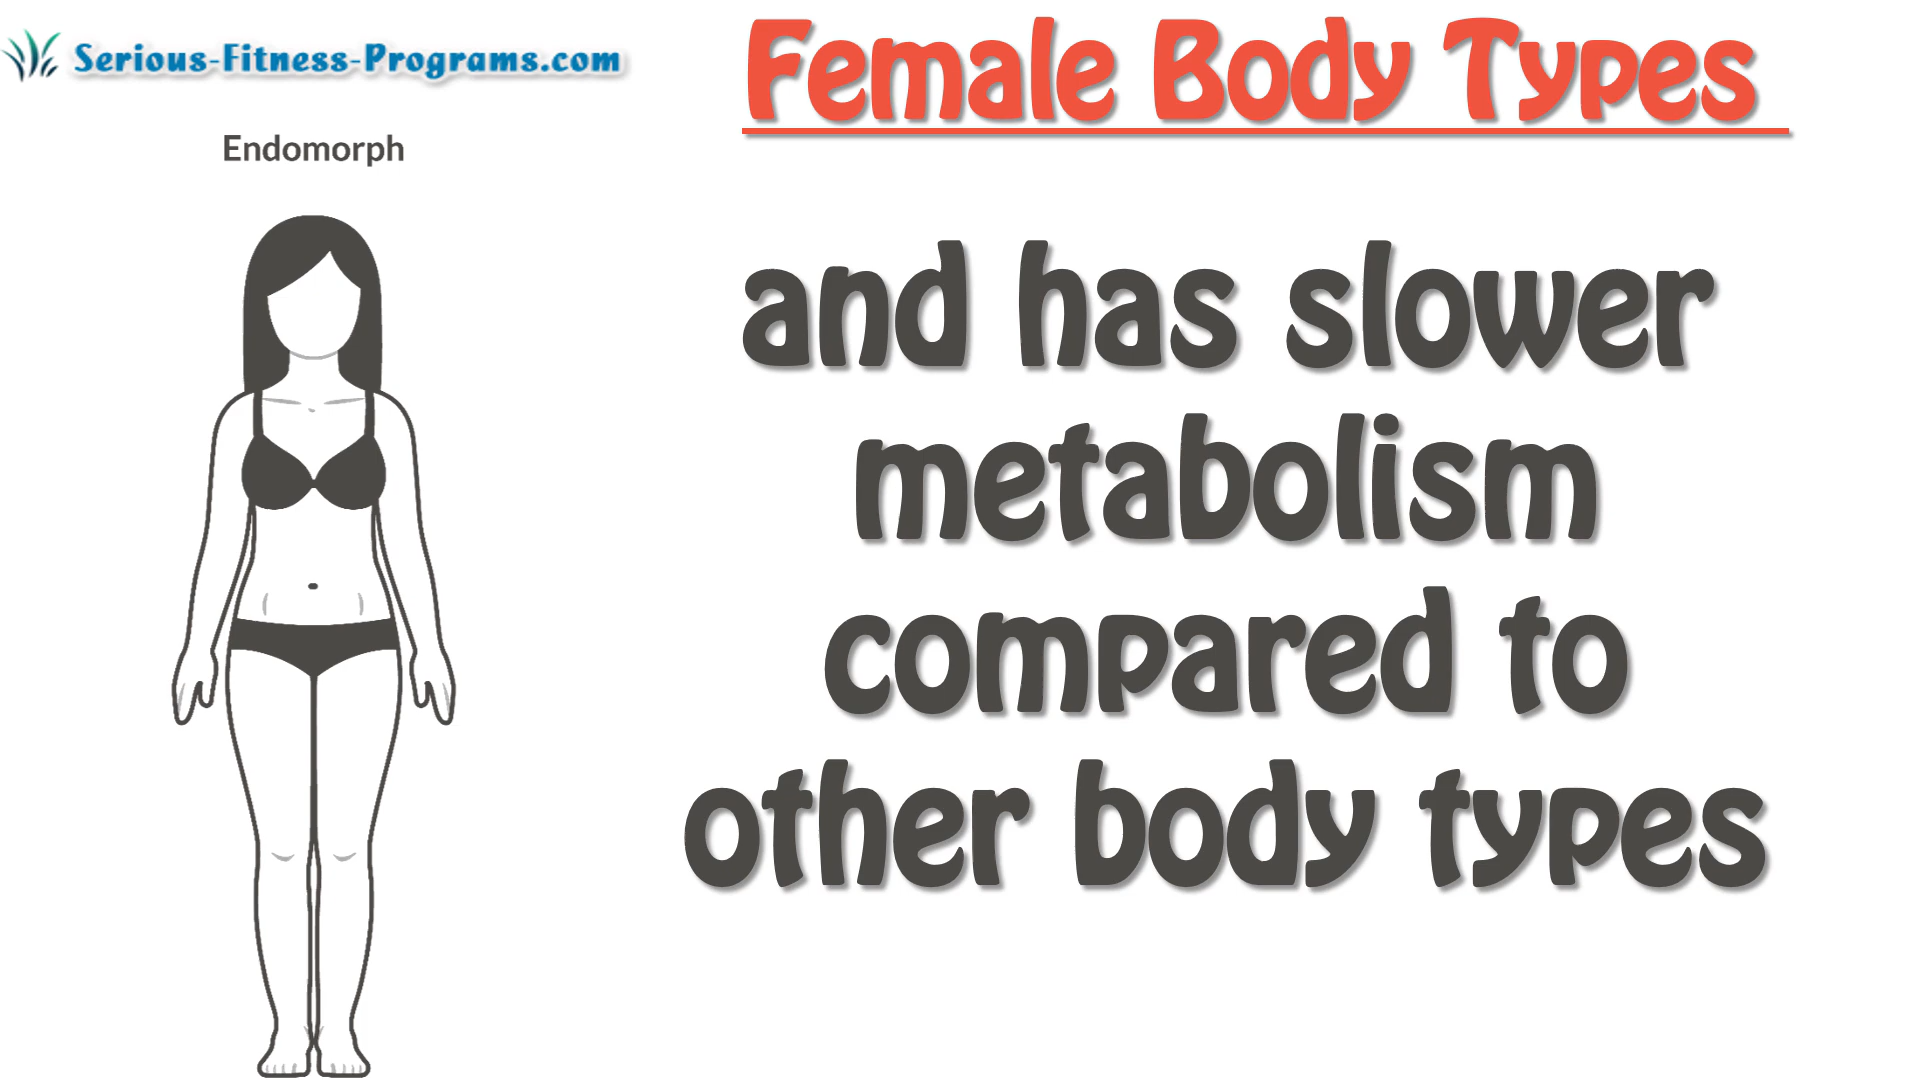 Serious-Fitness-Programs.com
Female Body Types
Endomorph
and has slower
metabolism
compared to
other body types